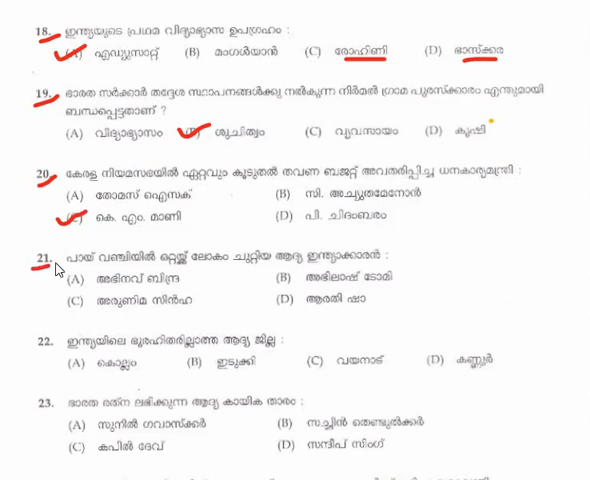 18. ഇന്ത്യയുടെ പ്രഥമ വിദ്യാഭ്യാസ ഉപഗ്രഹം :
(A) എഡ്യുസാറ്റ് (B) മംഗൾയാൻ (C) രോഹിണി (D) ഭാസ്ക്കര
19. ഭാരത സർക്കാർ തദ്ദേശ സ്ഥാപനങ്ങൾക്കു നൽകുന്ന നിർമൽ ഗ്രാമ പുരസ്ക്കാരം എന്തുമായി
ബന്ധപ്പെട്ടതാണ് ?
(A) വിദ്യാഭ്യാസം (B) ശുചിത്വം (C) വ്യവസായം (D) കൃഷി
20. കേരള നിയമസഭയിൽ ഏറ്റവും കൂടുതൽ തവണ ബജറ്റ് അവതരിപ്പിച്ച ധനകാര്യമന്ത്രി :
(A) തോമസ് ഐസക് (B) സി. അച്യുതമേനോൻ
(C) കെ. എം. മാണി (D) പി. ചിദംബരം
21. പായ് വഞ്ചിയിൽ ഒറ്റയ്ക്ക് ലോകം ചുറ്റിയ ആദ്യ ഇന്ത്യാക്കാരൻ :
(A) അഭിനവ് ബിന്ദ്ര (B) അഭിലാഷ് ടോമി
(C) അരുണിമ സിൻഹ (D) ആരതി ഷാ
22. ഇന്ത്യയിലെ ഭൂരഹിതരില്ലാത്ത ആദ്യ ജില്ല :
(A) കൊല്ലം (B) ഇടുക്കി (C) വയനാട് (D) കണ്ണൂർ
23. ഭാരത രത്ന ലഭിക്കുന്ന ആദ്യ കായിക താരം :
(A) സുനിൽ ഗവാസ്ക്കർ (B) സച്ചിൻ തെണ്ടുൽക്കർ
(C) കപിൽ ദേവ് (D) സന്ദീപ് സിംഗ്